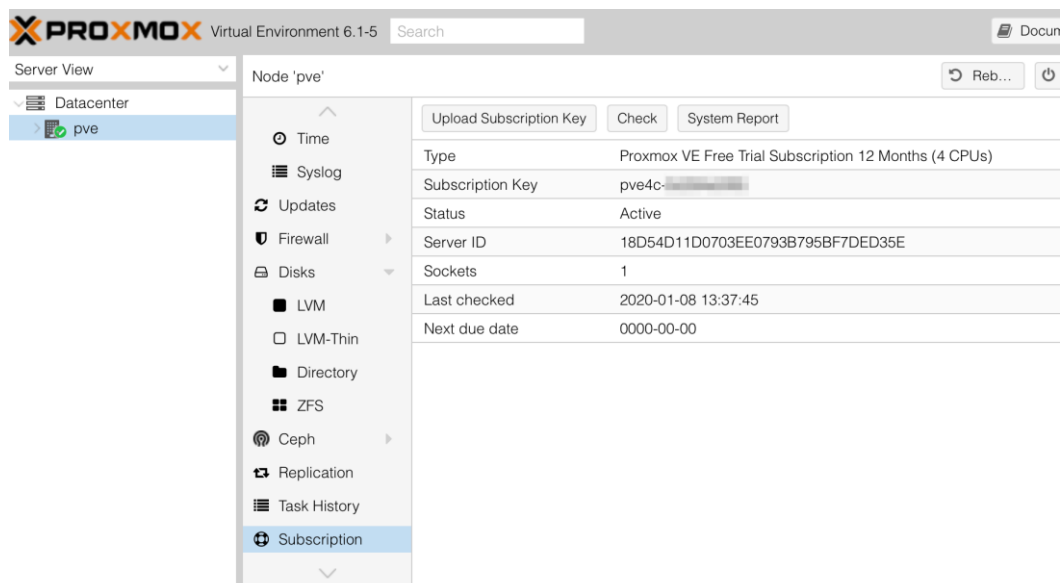 PROXMOX Virtual Environment 6.1-5 Search
Docum
Server View
Datacenter
pve
Node 'pve'
Reb...
Time
Syslog
Updates
Firewall
Disks
LVM
LVM-Thin
Directory
ZFS
Ceph
Replication
Task History
Subscription
Upload Subscription Key Check System Report
Type Proxmox VE Free Trial Subscription 12 Months (4 CPUs)
Subscription Key pve4c-
Status Active
Server ID 18D54D11D0703EE0793B795BF7DED35E
Sockets 1
Last checked 2020-01-08 13:37:45
Next due date 0000-00-00